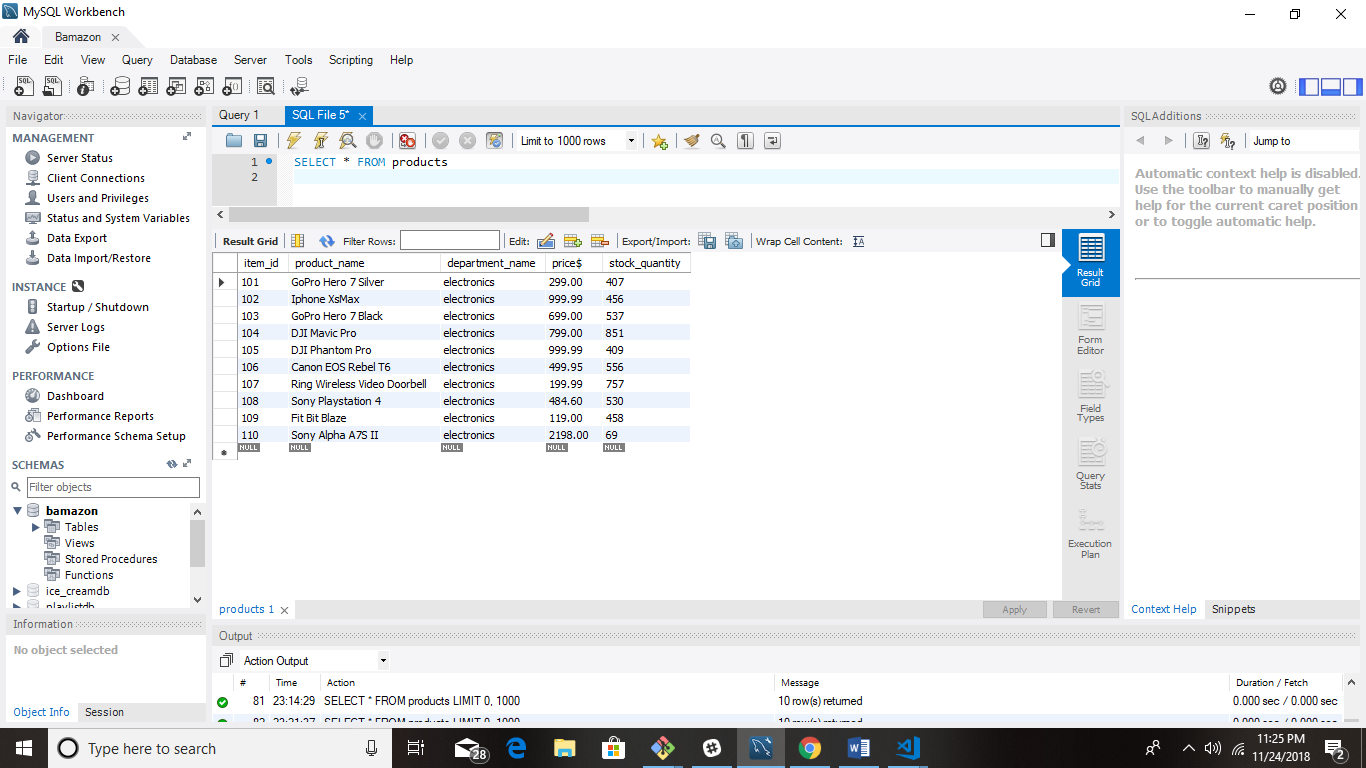 MySQL Workbench
Bamazon
File Edit View Query Database Server Tools Scripting Help
Navigator
MANAGEMENT
Server Status
Client Connections
Users and Privileges
Status and System Variables
Data Export
Data Import/Restore
INSTANCE
Startup / Shutdown
Server Logs
Options File
PERFORMANCE
Dashboard
Performance Reports
Performance Schema Setup
SCHEMAS
Filter objects
bamazon
Tables
Views
Stored Procedures
Functions
ice_creamdb
playlistdb
Information
No object selected
Object Info Session
Query 1 SQL File 5*
Limit to 1000 rows
1 SELECT * FROM products
2
Result Grid Filter Rows: Edit: Export/Import: Wrap Cell Content:
item_id product_name department_name price$ stock_quantity
101 GoPro Hero 7 Silver electronics 299.00 407
102 Iphone XsMax electronics 999.99 456
103 GoPro Hero 7 Black electronics 699.00 537
104 DJI Mavic Pro electronics 799.00 851
105 DJI Phantom Pro electronics 999.99 409
106 Canon EOS Rebel T6 electronics 499.95 556
107 Ring Wireless Video Doorbell electronics 199.99 757
108 Sony Playstation 4 electronics 484.60 530
109 Fit Bit Blaze electronics 119.00 458
110 Sony Alpha A7S II electronics 2198.00 69
NULL NULL NULL NULL NULL
Result
Grid
Form
Editor
Field
Types
Query
Stats
Execution
Plan
products 1 Apply Revert
SQLAdditions
Jump to
Automatic context help is disabled.
Use the toolbar to manually get
help for the current caret position
or to toggle automatic help.
Context Help Snippets
Output
Action Output
# Time Action Message Duration / Fetch
81 23:14:29 SELECT * FROM products LIMIT 0, 1000 10 row(s) returned 0.000 sec / 0.000 sec
82 23:21:37 SELECT * FROM products LIMIT 0, 1000 10 row(s) returned 0.000 sec / 0.000 sec
Type here to search
28
11:25 PM
11/24/2018
2